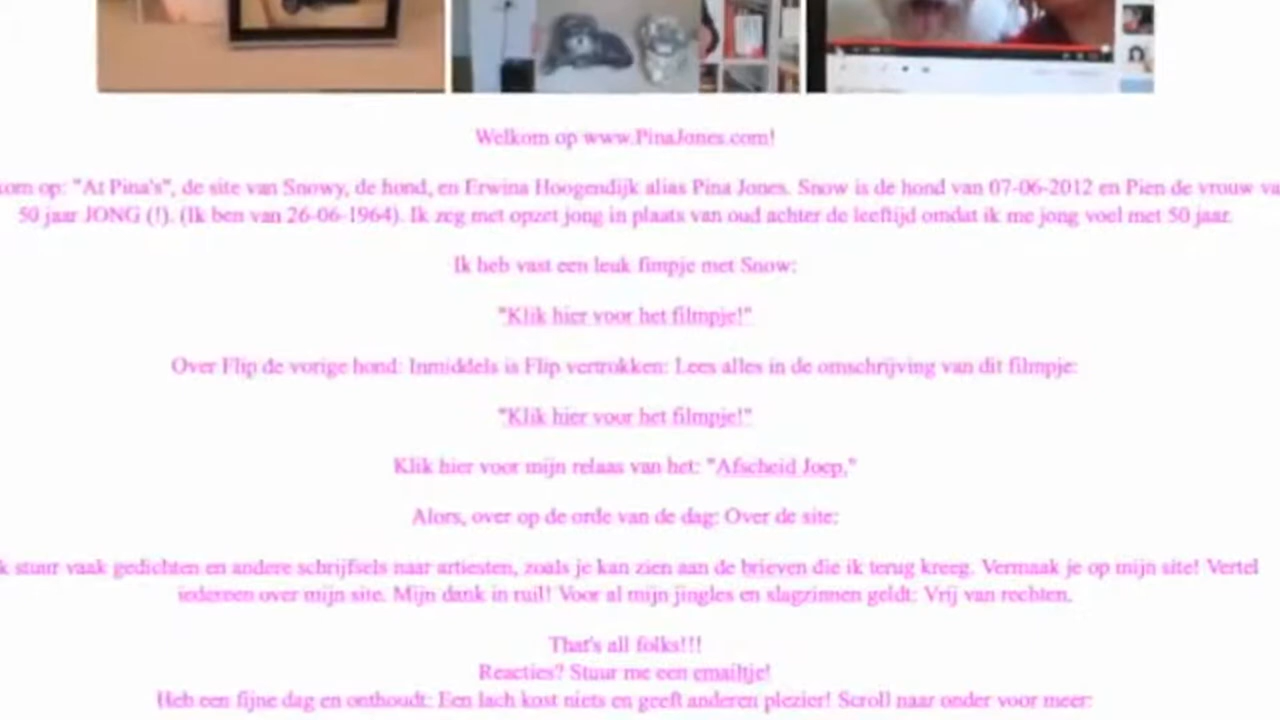 Welkom op www.PinaJones.com!
op: "At Pina's", de site van Snowy, de hond, en Erwina Hoogendijk alias Pina Jones. Snow is de hond van 07-06-2012 en Pien de vrouw
50 jaar JONG (!). (Ik ben van 26-06-1964). Ik zeg met opzet jong in plaats van oud achter de leeftijd omdat ik me jong voel met 50 jaar.
Ik heb vast een leuk fimpje met Snow:
"Klik hier voor het filmpje!"
Over Flip de vorige hond: Inmiddels is Flip vertrokken: Lees alles in de omschrijving van dit filmpje:
"Klik hier voor het filmpje!"
Klik hier voor mijn relaas van het: "Afscheid Joep."
Alors, over op de orde van de dag: Over de site:
stuur vaak gedichten en andere schrijfsels naar artiesten, zoals je kan zien aan de brieven die ik terug kreeg. Vermaak je op mijn site! Vertel
iedereen over mijn site. Mijn dank in ruil! Voor al mijn jingles en slagzinnen geldt: Vrij van rechten.
That's all folks!!!
Reacties? Stuur me een emailtje!
Heb een fijne dag en onthoudt: Een lach kost niets en geeft anderen plezier! Scroll naar onder voor meer: